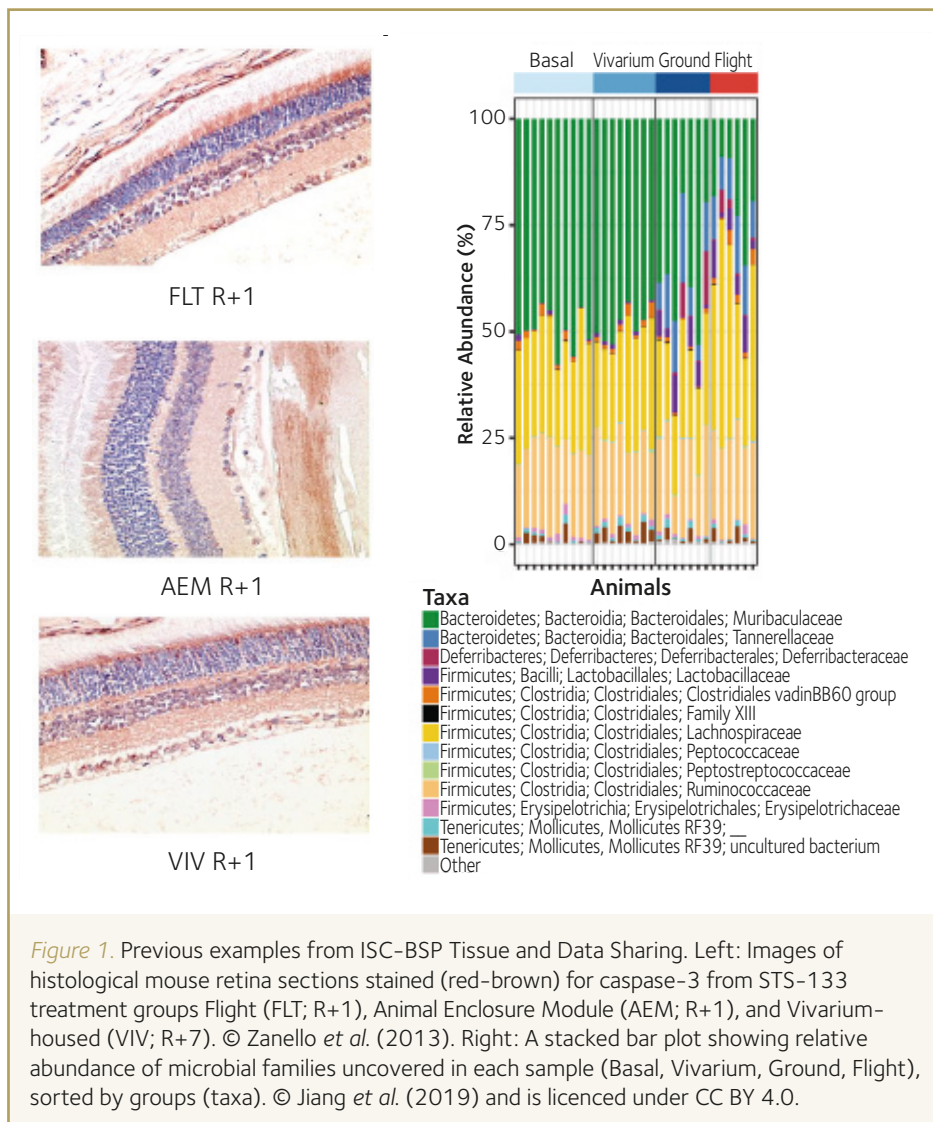 FLT R+1
AEM R+1
VIV R+1
Basal Vivarium Ground Flight
100
75
50
25
0
Relative Abundance (%)
Animals
Taxa
Bacteroidetes; Bacteroidia; Bacteroidales; Muribaculaceae
Bacteroidetes; Bacteroidia; Bacteroidales; Tannerellaceae
Deferribacteres; Deferribacteres; Deferribacterales; Deferribacteraceae
Firmicutes; Bacilli; Lactobacillales; Lactobacillaceae
Firmicutes; Clostridia; Clostridiales; Clostridiales vadinBB60 group
Firmicutes; Clostridia; Clostridiales; Family XIII
Firmicutes; Clostridia; Clostridiales; Lachnospiraceae
Firmicutes; Clostridia; Clostridiales; Peptococcaceae
Firmicutes; Clostridia; Clostridiales; Peptostreptococcaceae
Firmicutes; Clostridia; Clostridiales; Ruminococcaceae
Firmicutes; Erysipelotrichia; Erysipelotrichales; Erysipelotrichaceae
Tenericutes; Mollicutes, Mollicutes RF39; __
Tenericutes; Mollicutes, Mollicutes RF39; uncultured bacterium
Other
Figure 1. Previous examples from ISC-BSP Tissue and Data Sharing. Left: Images of
histological mouse retina sections stained (red-brown) for caspase-3 from STS-133
treatment groups Flight (FLT; R+1), Animal Enclosure Module (AEM; R+1), and Vivarium-
housed (VIV; R+7). © Zanello et al. (2013). Right: A stacked bar plot showing relative
abundance of microbial families uncovered in each sample (Basal, Vivarium, Ground, Flight),
sorted by groups (taxa). © Jiang et al. (2019) and is licenced under CC BY 4.0.